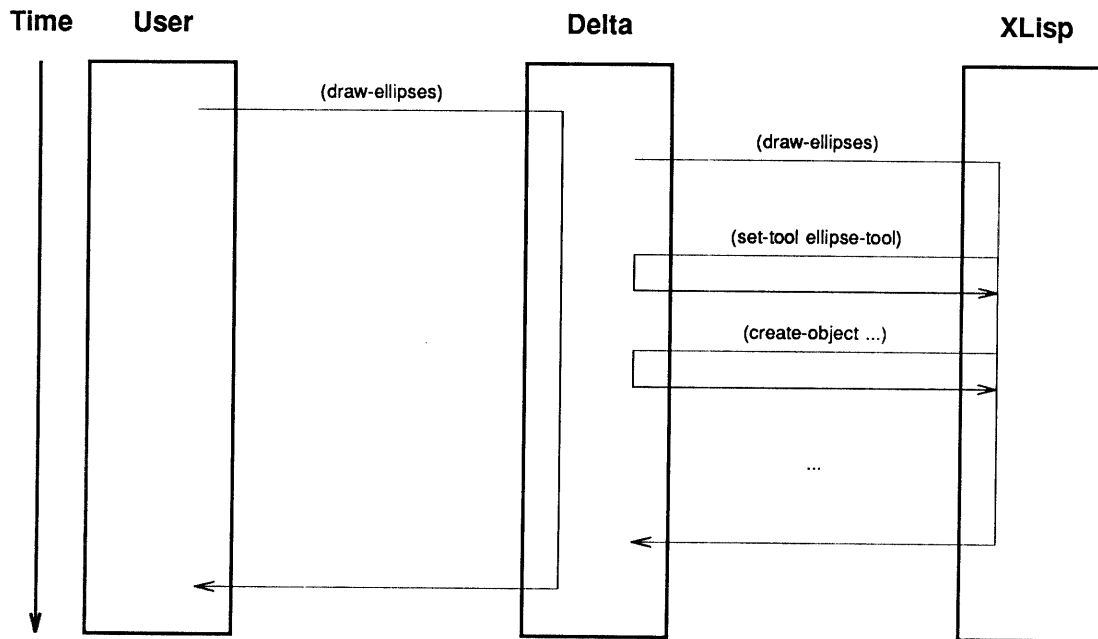 Time User Delta XLisp
(draw-ellipses)
(draw-ellipses)
(set-tool ellipse-tool)
(create-object ...)
...